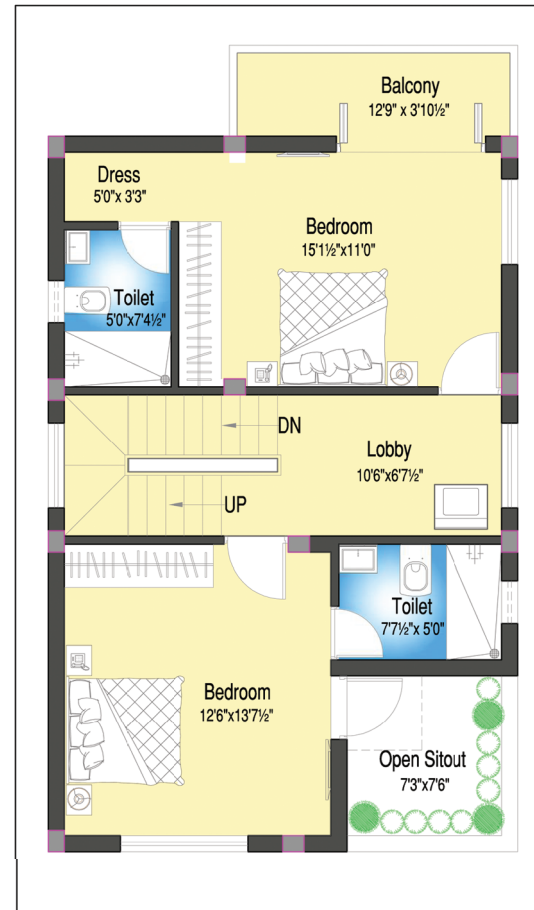 Balcony
12'9" x 3'10½"
Dress
5'0"x 3'3"
Bedroom
15'1½"x11'0"
Toilet
5'0"x7'4½"
DN
Lobby
10'6"x6'7½"
UP
Toilet
7'7½"x 5'0"
Bedroom
12'6"x13'7½"
Open Sitout
7'3"x7'6"